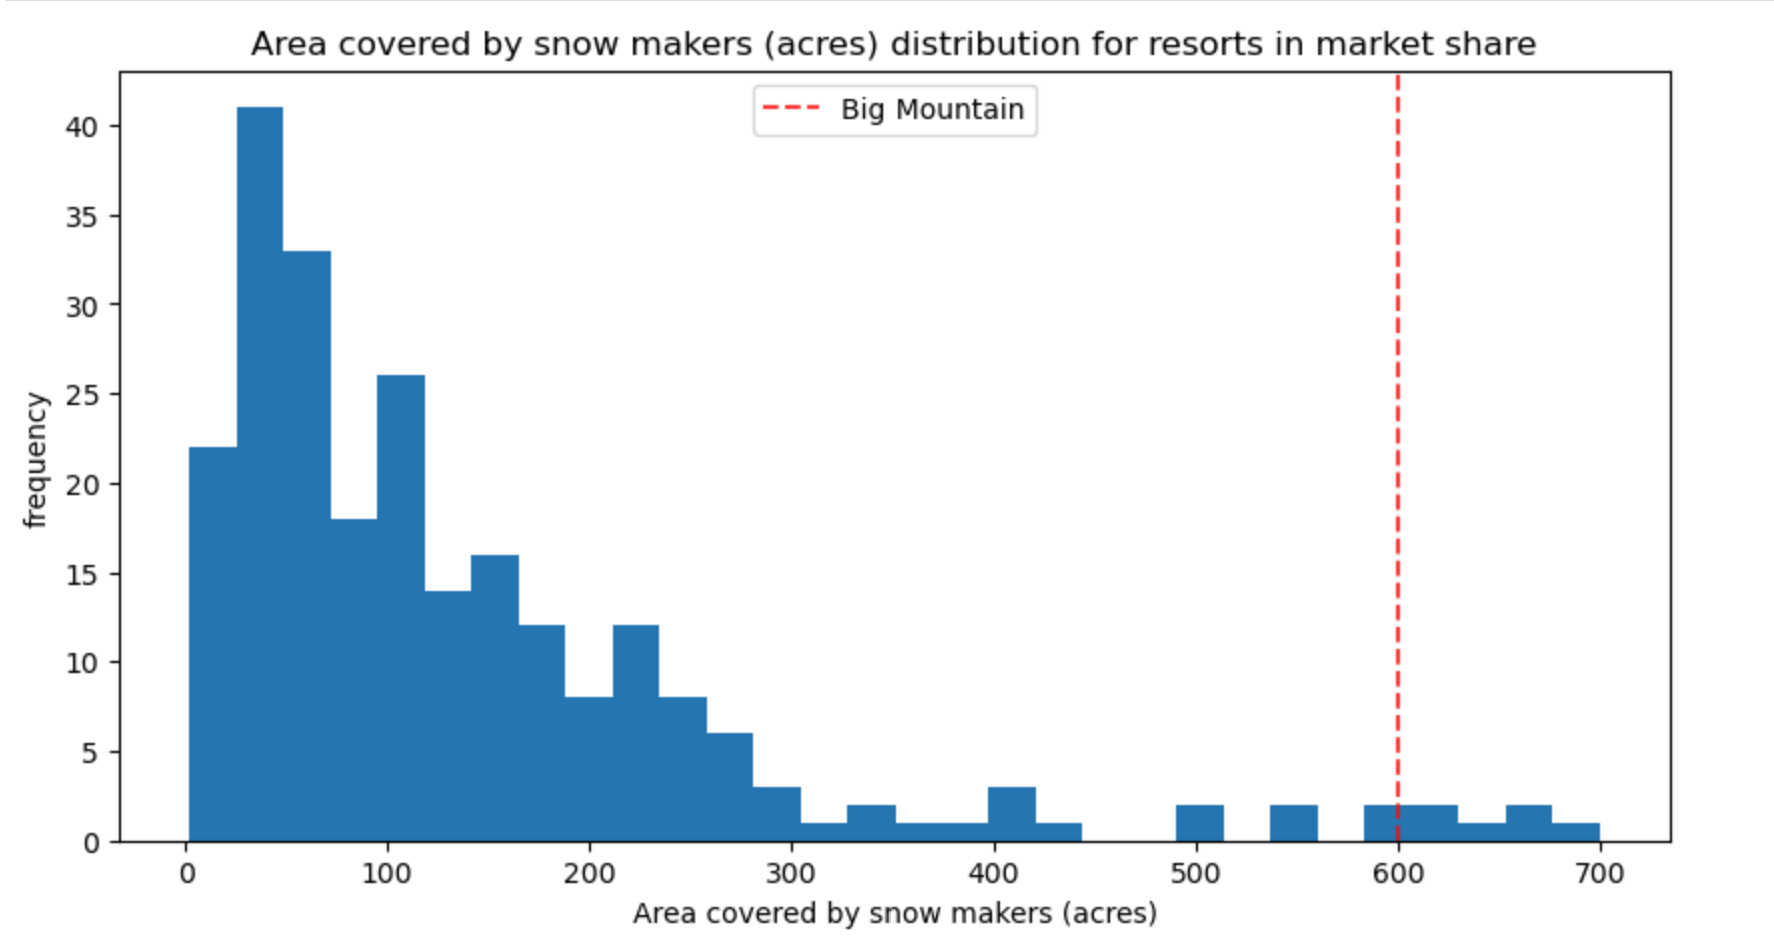 Area covered by snow makers (acres) distribution for resorts in market share
Big Mountain
frequency
40
35
30
25
20
15
10
5
0
0 100 200 300 400 500 600 700
Area covered by snow makers (acres)